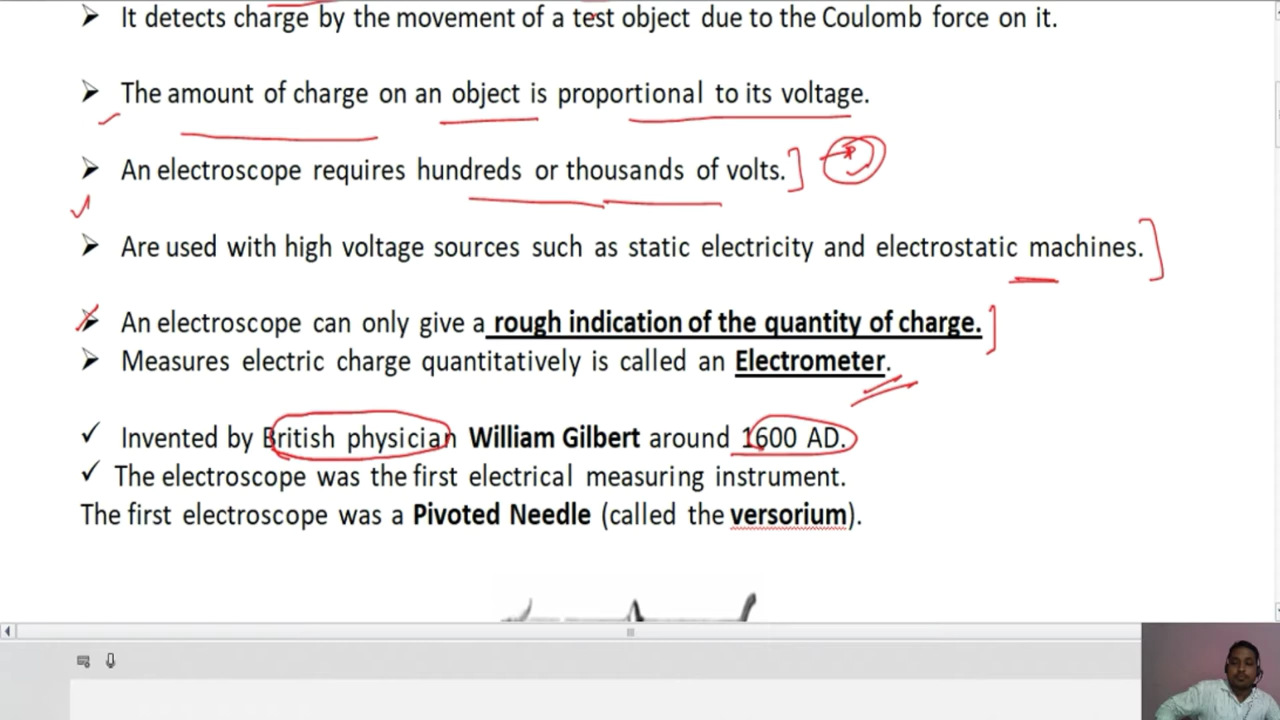 It detects charge by the movement of a test object due to the Coulomb force on it.
The amount of charge on an object is proportional to its voltage.
An electroscope requires hundreds or thousands of volts.
Are used with high voltage sources such as static electricity and electrostatic machines.
An electroscope can only give a rough indication of the quantity of charge.
Measures electric charge quantitatively is called an Electrometer.
Invented by British physician William Gilbert around 1600 AD.
The electroscope was the first electrical measuring instrument.
The first electroscope was a Pivoted Needle (called the versorium).